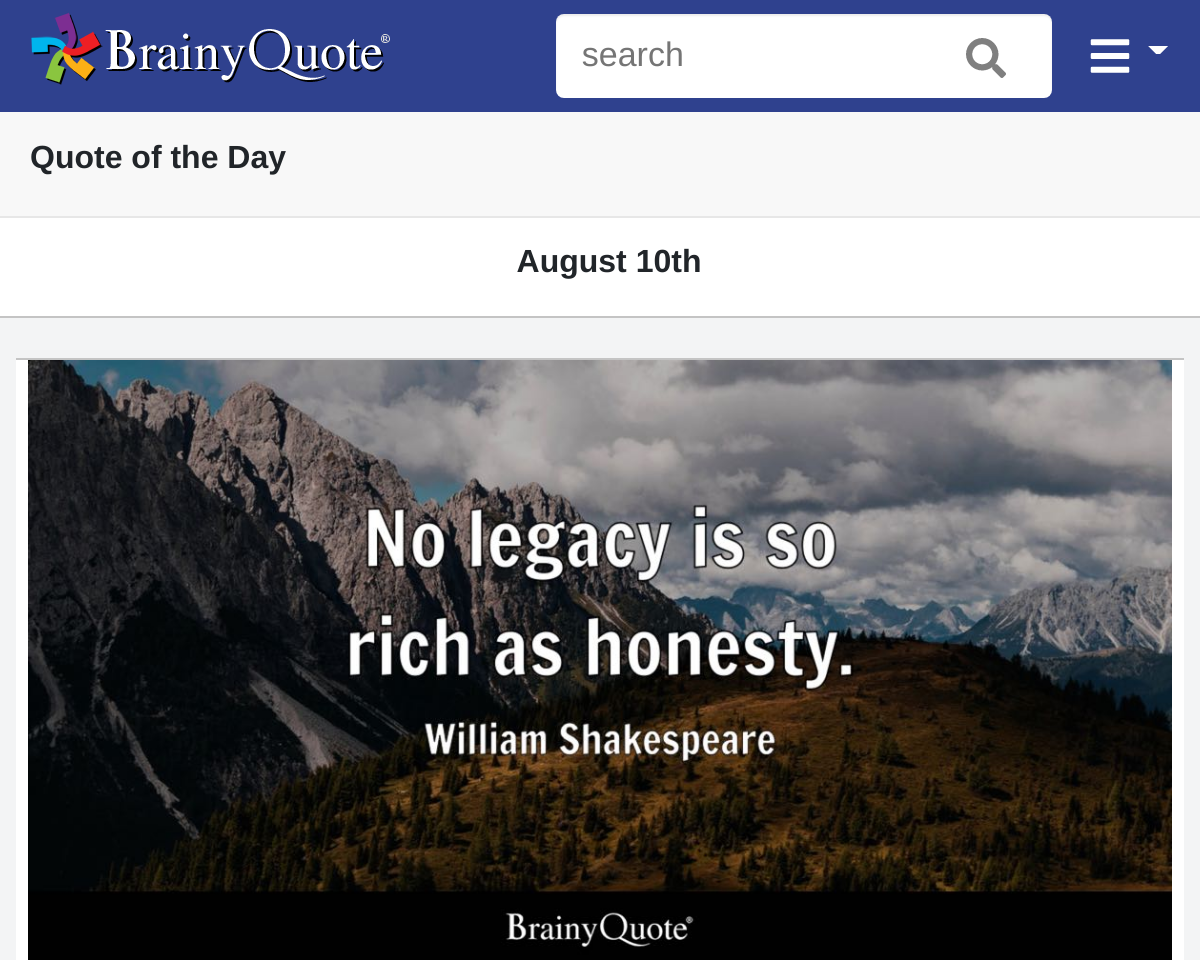 BrainyQuote®
search
Quote of the Day
August 10th
No legacy is so
rich as honesty.
William Shakespeare
BrainyQuote®